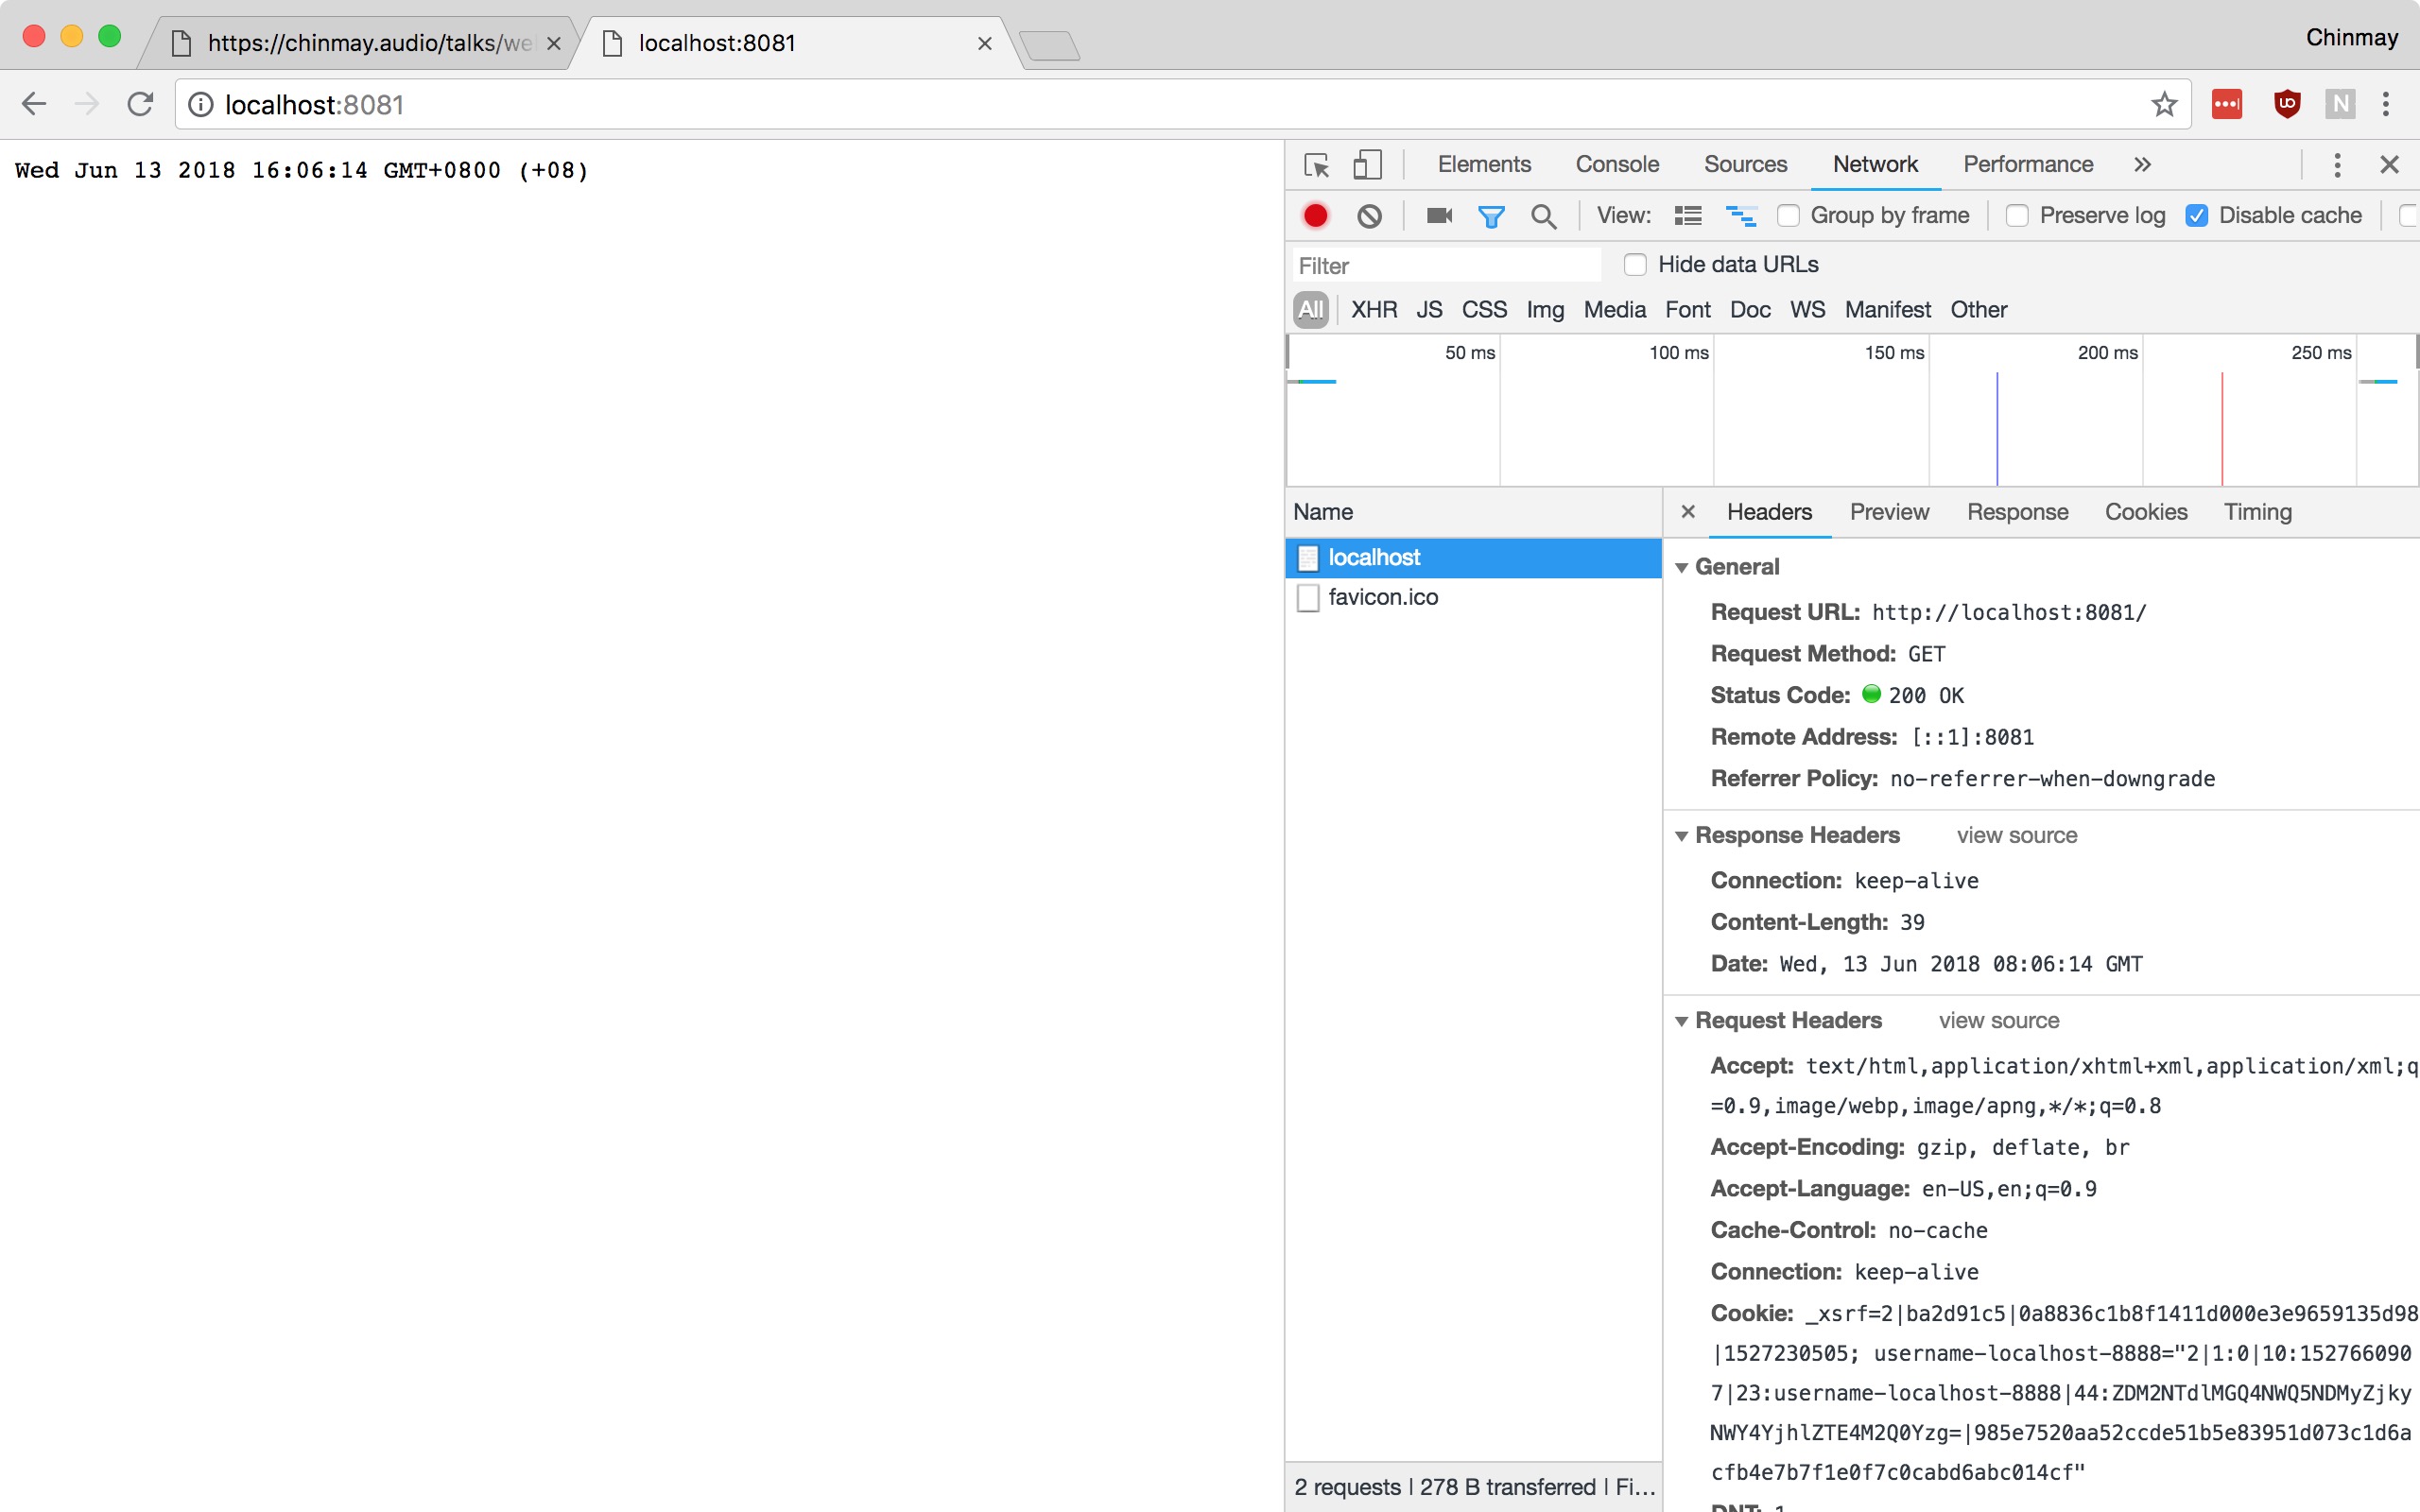 https://chinmay.audio/talks/we
localhost:8081
Chinmay
localhost:8081
Wed Jun 13 2018 16:06:14 GMT+0800 (+08)
Elements Console Sources Network Performance »
View: Group by frame Preserve log Disable cache
Filter Hide data URLs
All XHR JS CSS Img Media Font Doc WS Manifest Other
50 ms 100 ms 150 ms 200 ms 250 ms
Name
localhost
favicon.ico
2 requests | 278 B transferred | Fi...
× Headers Preview Response Cookies Timing
General
Request URL: http://localhost:8081/
Request Method: GET
Status Code: 200 OK
Remote Address: [::1]:8081
Referrer Policy: no-referrer-when-downgrade
Response Headers view source
Connection: keep-alive
Content-Length: 39
Date: Wed, 13 Jun 2018 08:06:14 GMT
Request Headers view source
Accept: text/html,application/xhtml+xml,application/xml;q
=0.9,image/webp,image/apng,*/*;q=0.8
Accept-Encoding: gzip, deflate, br
Accept-Language: en-US,en;q=0.9
Cache-Control: no-cache
Connection: keep-alive
Cookie: _xsrf=2|ba2d91c5|0a8836c1b8f1411d000e3e9659135d98
|1527230505; username-localhost-8888="2|1:0|10:152766090
7|23:username-localhost-8888|44:ZDM2NTdlMGQ4NWQ5NDMyZjky
NWY4YjhlZTE4M2Q0Yzg=|985e7520aa52ccde51b5e83951d073c1d6a
cfb4e7b7f1e0f7c0cabd6abc014cf"
DNT: 1